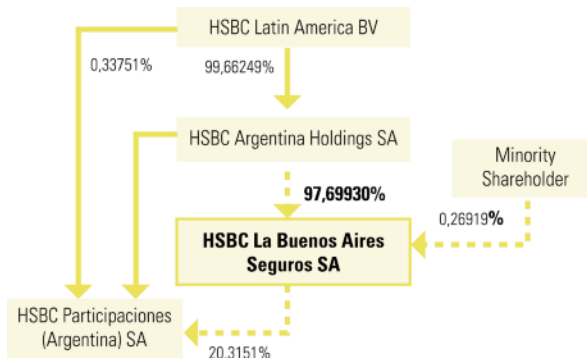 HSBC Latin America BV
0,33751%
99,66249%
HSBC Argentina Holdings SA
Minority
Shareholder
97,69930%
0,26919%
HSBC La Buenos Aires
Seguros SA
HSBC Participaciones
(Argentina) SA
20.3151%